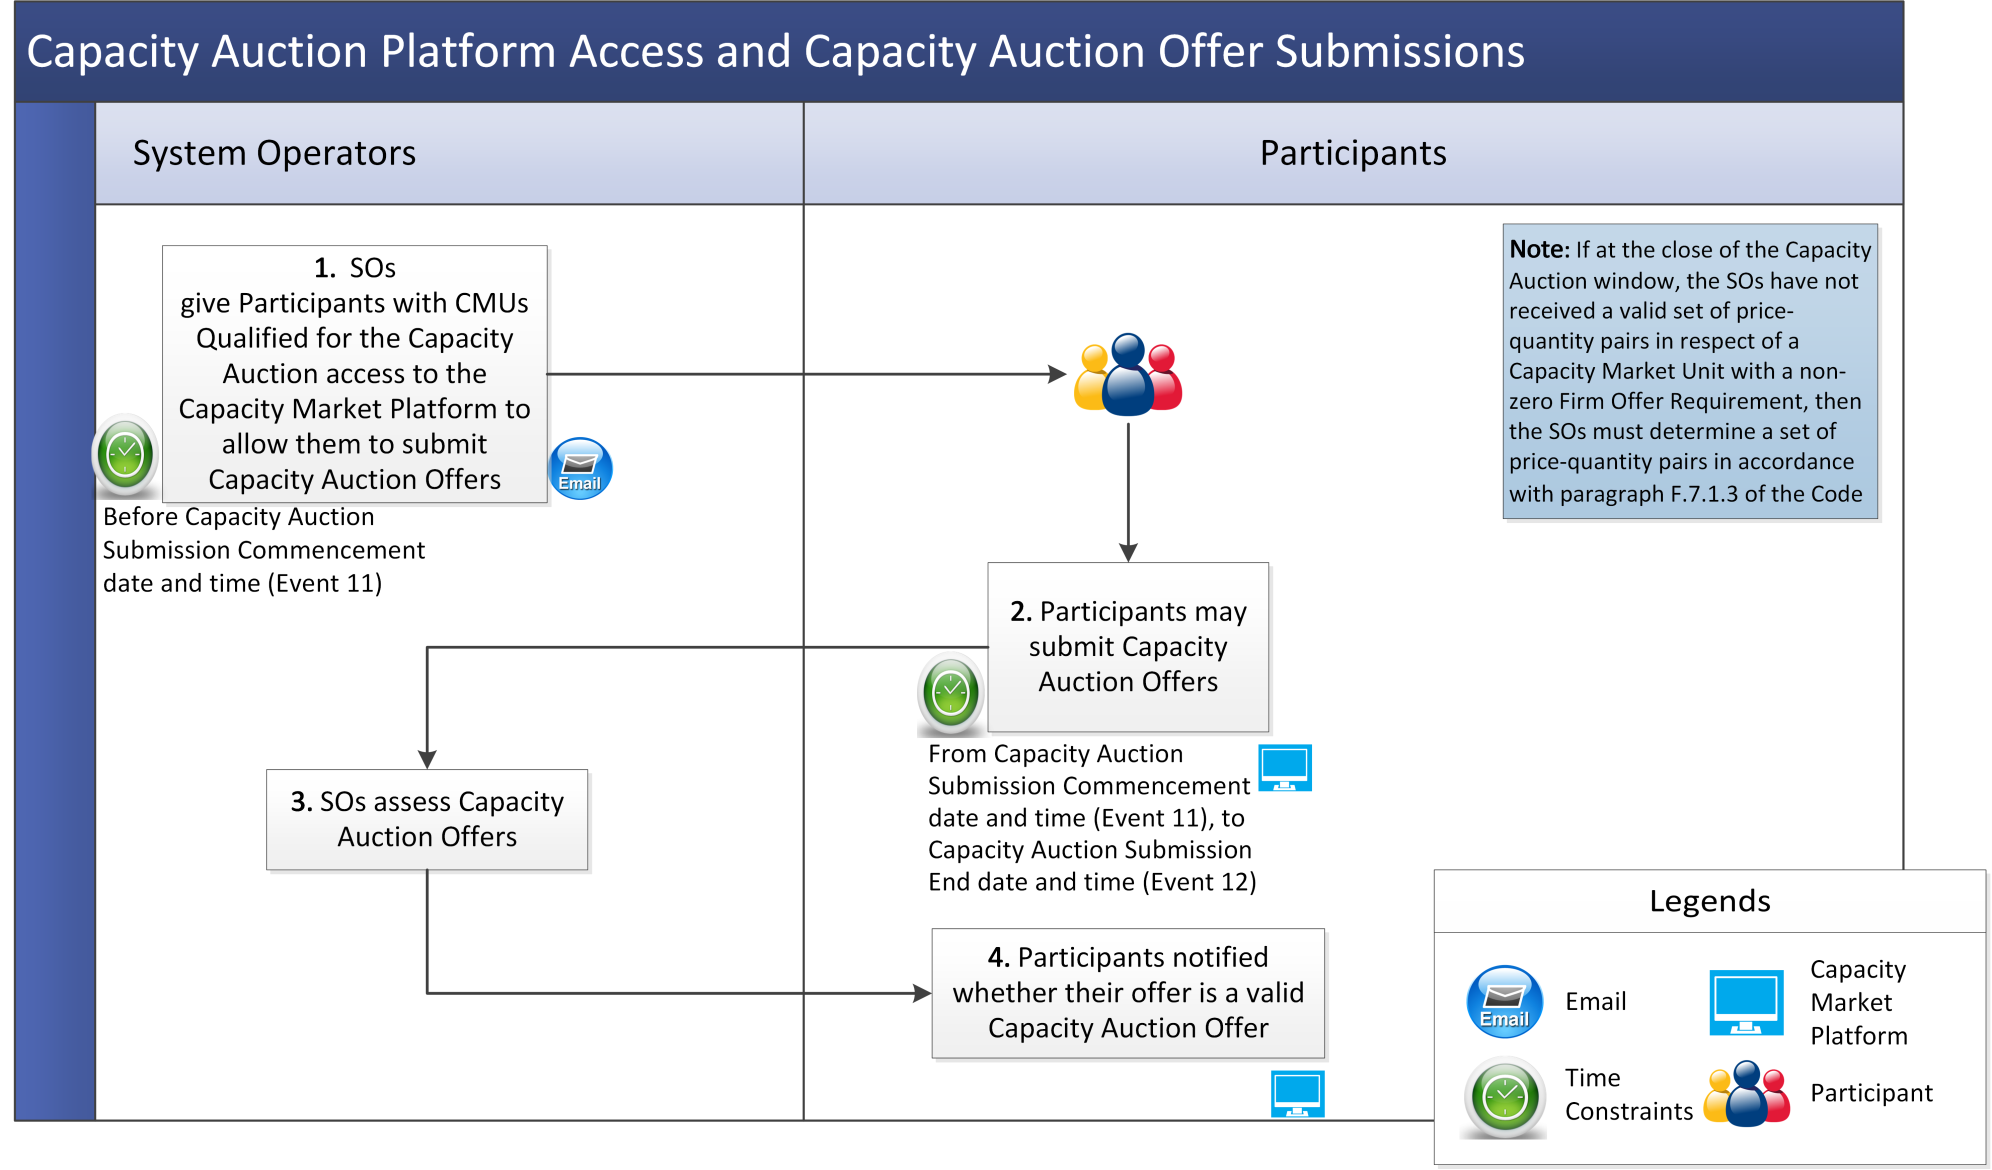 Capacity Auction Platform Access and Capacity Auction Offer Submissions
System Operators
Participants
1. SOs
give Participants with CMUs
Qualified for the Capacity
Auction access to the
Capacity Market Platform to
allow them to submit
Capacity Auction Offers
Email
Before Capacity Auction
Submission Commencement
date and time (Event 11)
Note: If at the close of the Capacity
Auction window, the SOs have not
received a valid set of price-
quantity pairs in respect of a
Capacity Market Unit with a non-
zero Firm Offer Requirement, then
the SOs must determine a set of
price-quantity pairs in accordance
with paragraph F.7.1.3 of the Code
2. Participants may
submit Capacity
Auction Offers
From Capacity Auction
Submission Commencement
date and time (Event 11), to
Capacity Auction Submission
End date and time (Event 12)
3. SOs assess Capacity
Auction Offers
4. Participants notified
whether their offer is a valid
Capacity Auction Offer
Legends
Email
Email
Capacity
Market
Platform
Time
Constraints
Participant